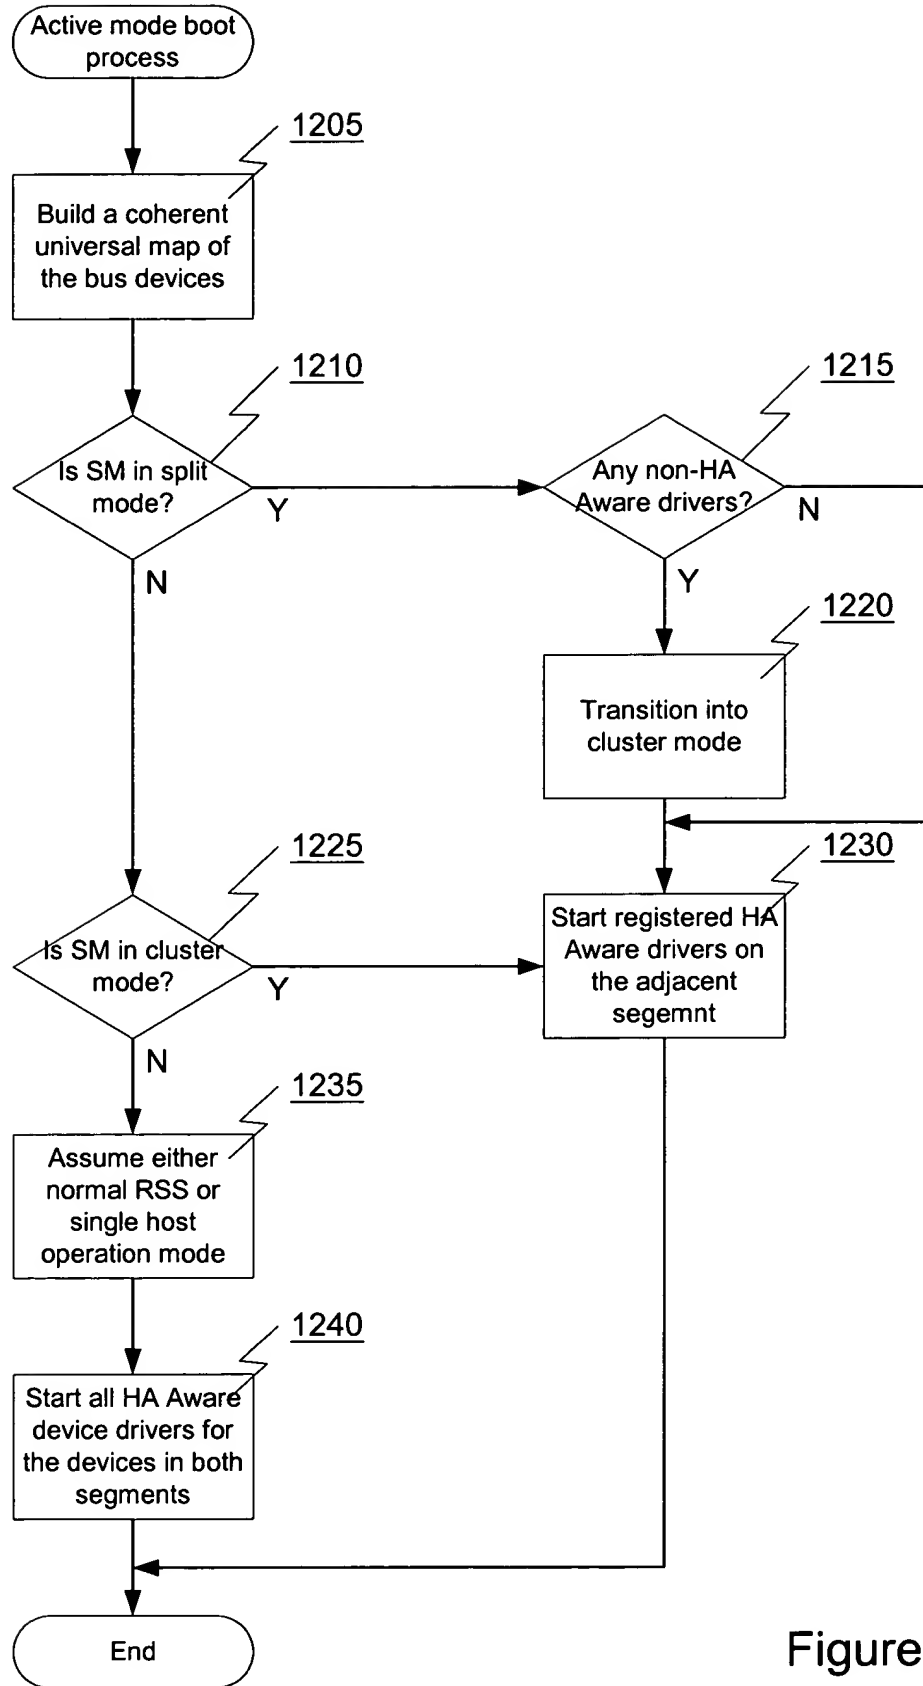 Active mode boot
process
1205
Build a coherent
universal map of
the bus devices
1210
1215
Is SM in split
mode?
Y
N
Any non-HA
Aware drivers?
N
Y
1220
Transition into
cluster mode
1225
1230
Is SM in cluster
mode?
Y
N
Start registered HA
Aware drivers on
the adjacent
segemnt
1235
Assume either
normal RSS or
single host
operation mode
1240
Start all HA Aware
device drivers for
the devices in both
segments
End
Figure